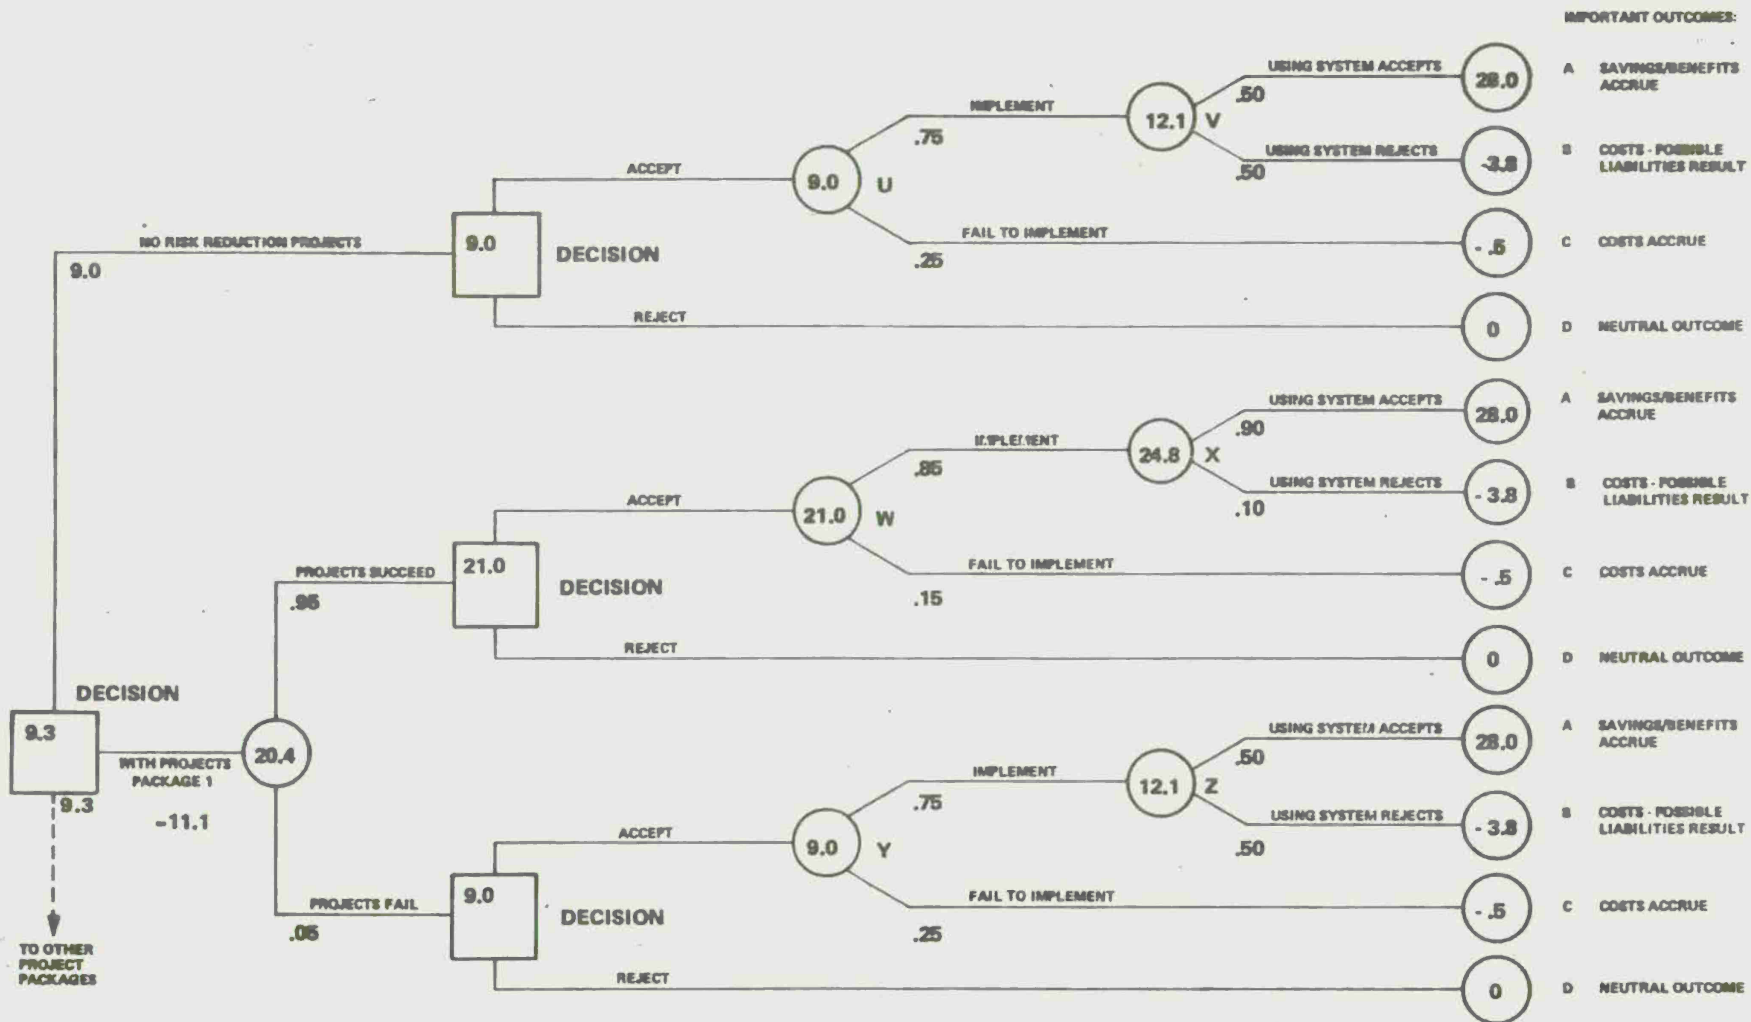 IMPORTANT OUTCOMES:
USING SYSTEM ACCEPTS
.50
28.0
A SAVINGS/BENEFITS
ACCRUE
IMPLEMENT
.75
12.1 V
USING SYSTEM REJECTS
.50
-3.8
B COSTS - POSSIBLE
LIABILITIES RESULT
ACCEPT
9.0 U
FAIL TO IMPLEMENT
.25
- .5
C COSTS ACCRUE
NO RISK REDUCTION PROJECTS
9.0
9.0
DECISION
REJECT
0
D NEUTRAL OUTCOME
USING SYSTEM ACCEPTS
.90
28.0
A SAVINGS/BENEFITS
ACCRUE
IMPLEMENT
.85
24.8 X
USING SYSTEM REJECTS
.10
- 3.8
B COSTS - POSSIBLE
LIABILITIES RESULT
ACCEPT
21.0 W
FAIL TO IMPLEMENT
.15
- .5
C COSTS ACCRUE
PROJECTS SUCCEED
.95
21.0
DECISION
REJECT
0
D NEUTRAL OUTCOME
DECISION
9.3
WITH PROJECTS
PACKAGE 1
9.3
-11.1
20.4
USING SYSTEM ACCEPTS
.50
28.0
A SAVINGS/BENEFITS
ACCRUE
IMPLEMENT
.75
12.1 Z
USING SYSTEM REJECTS
.50
- 3.8
B COSTS - POSSIBLE
LIABILITIES RESULT
ACCEPT
9.0 Y
FAIL TO IMPLEMENT
.25
- .5
C COSTS ACCRUE
PROJECTS FAIL
.05
9.0
DECISION
REJECT
0
D NEUTRAL OUTCOME
TO OTHER
PROJECT
PACKAGES